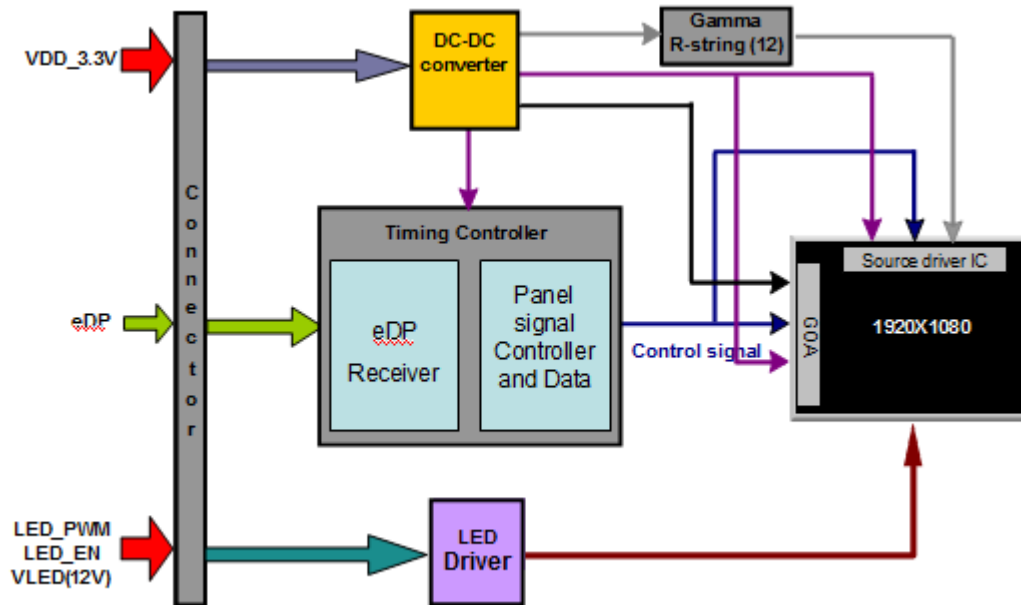 VDD_3.3V
Connector
DC-DC
converter
Gamma
R-string (12)
Timing Controller
eDP
eDP
Receiver
Panel
signal
Controller
and Data
Control signal
Source driver IC
GOA
1920X1080
LED_PWM
LED_EN
VLED(12V)
LED
Driver